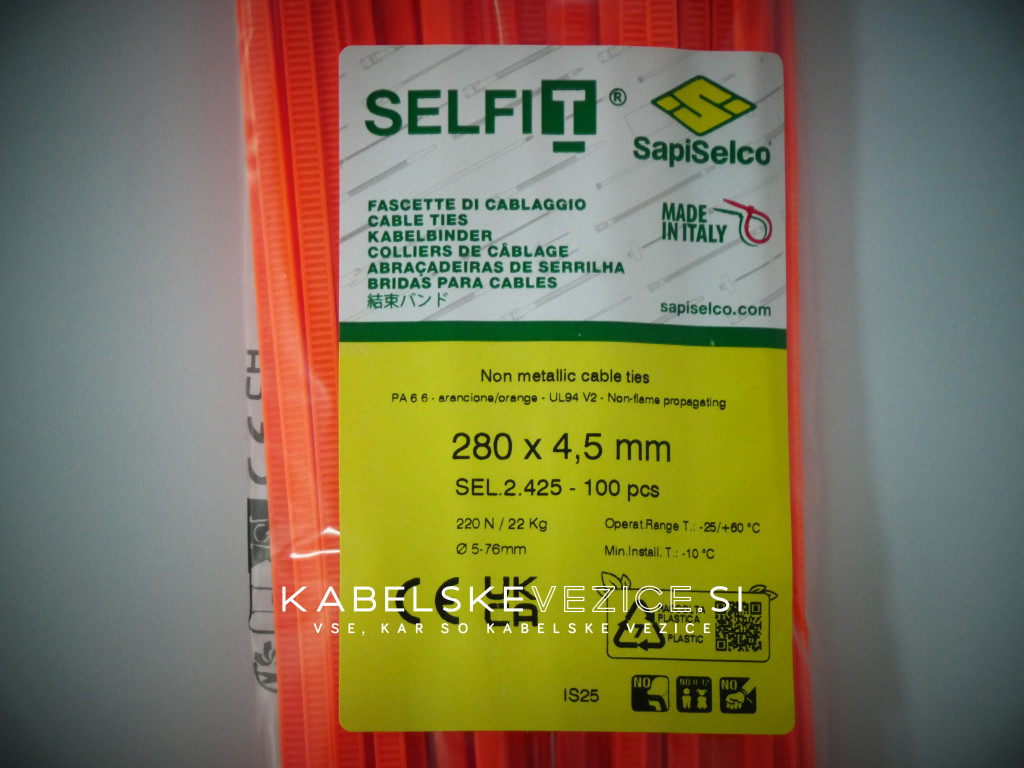 SELFIT®
SapiSelco
FASCETTE DI CABLAGGIO
CABLE TIES
KABELBINDER
COLLIERS DE CÂBLAGE
ABRAÇADEIRAS DE SERRILHA
BRIDAS PARA CABLES
結束バンド
MADE
IN ITALY
sapiselco.com
Non metallic cable ties
PA 6 6 - arancione/orange - UL94 V2 - Non-flame propagating
280 x 4,5 mm
SEL.2.425 - 100 pcs
220 N / 22 Kg
Operat.Range T.: -25/+60 °C
Ø 5-76mm
Min.Install. T.: -10 °C
CE UK CA
KABELSKEVEZICE.SI
VSE, KAR SO KABELSKE VEZICE
PLASTICA
PLASTIC
IS25
NO
NO